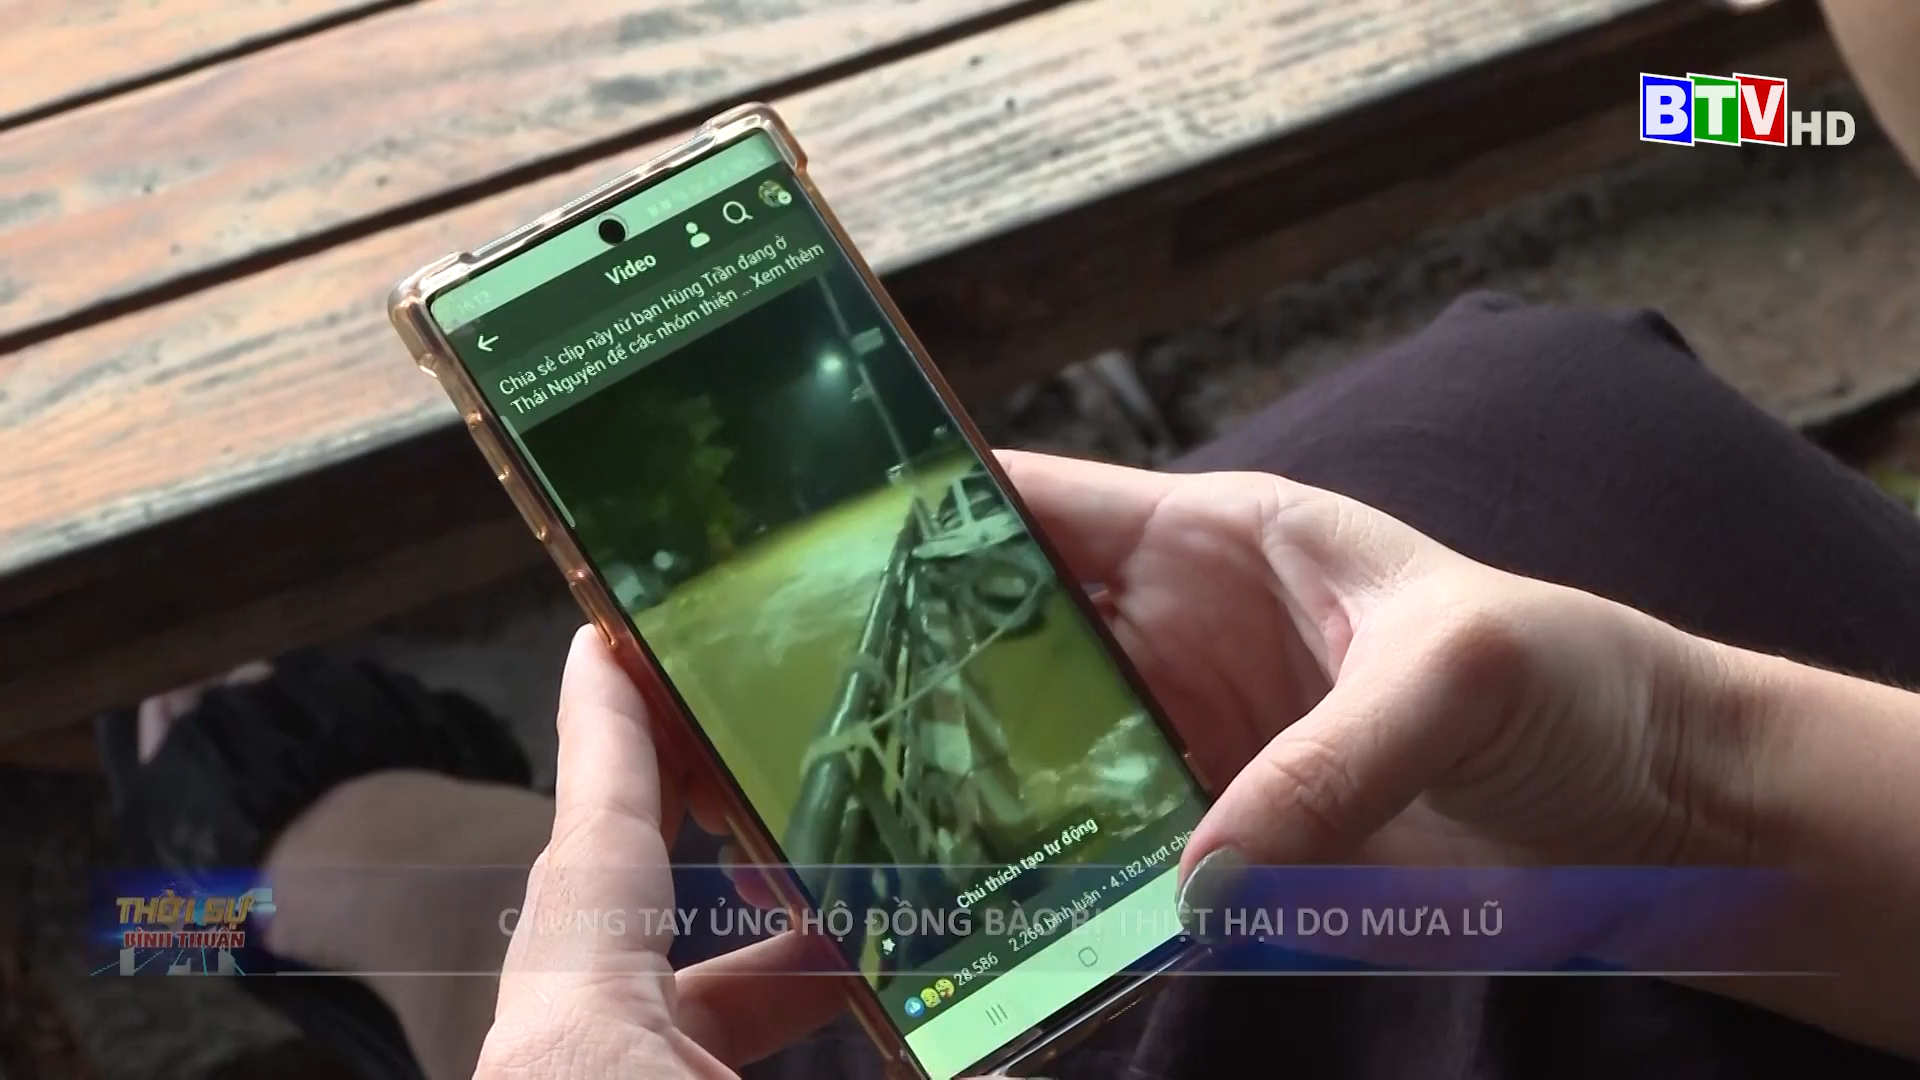 BTV HD
16:13
Video
Chia sẻ clip này từ bạn Hùng Trần đang ở
Thái Nguyên để các nhóm thiện ... Xem thêm
Chú thích tạo tự động
28.586 2.269 bình luận • 4.182 lượt chia
THỜI SỰ
BÌNH THUẬN
CHUNG TAY ỦNG HỘ ĐỒNG BÀO BỊ THIỆT HẠI DO MƯA LŨ